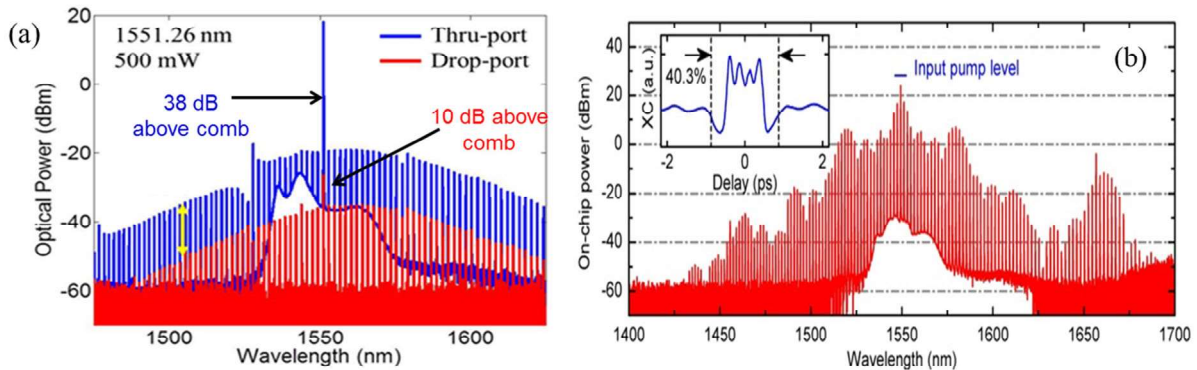 (a)
20
0
-20
-40
-60
Optical Power (dBm)
1551.26 nm
500 mW
Thru-port
Drop-port
38 dB
above comb
10 dB above
comb
1500
1550
1600
Wavelength (nm)
(b)
40
20
0
-20
-40
-60
On-chip power (dBm)
Input pump level
XC (a.u.)
40.3%
-2
0
2
Delay (ps)
1400
1450
1500
1550
1600
1650
1700
Wavelength (nm)